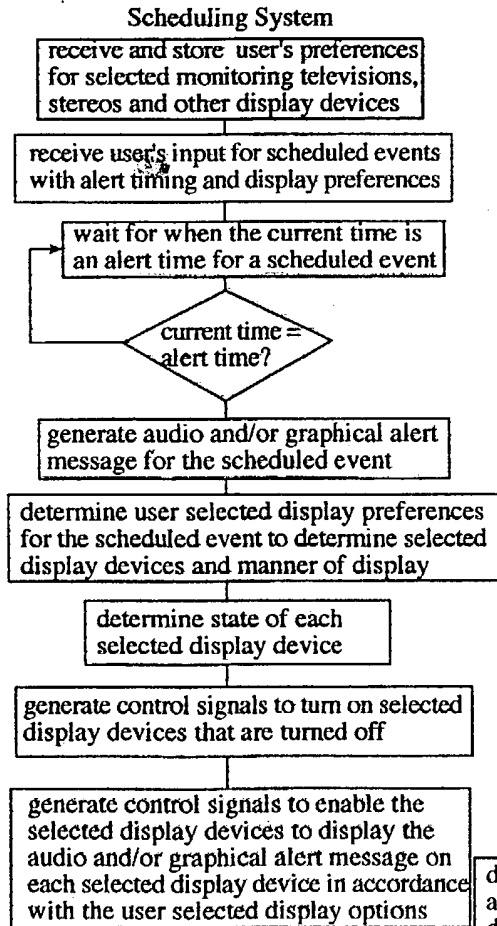 Scheduling System
receive and store user's preferences
for selected monitoring televisions,
stereos and other display devices
receive user's input for scheduled events
with alert timing and display preferences
wait for when the current time is
an alert time for a scheduled event
current time =
alert time?
generate audio and/or graphical alert
message for the scheduled event
determine user selected display preferences
for the scheduled event to determine selected
display devices and manner of display
determine state of each
selected display device
generate control signals to turn on selected
display devices that are turned off
generate control signals to enable the
selected display devices to display the
audio and/or graphical alert message on
each selected display device in accordance
with the user selected display options